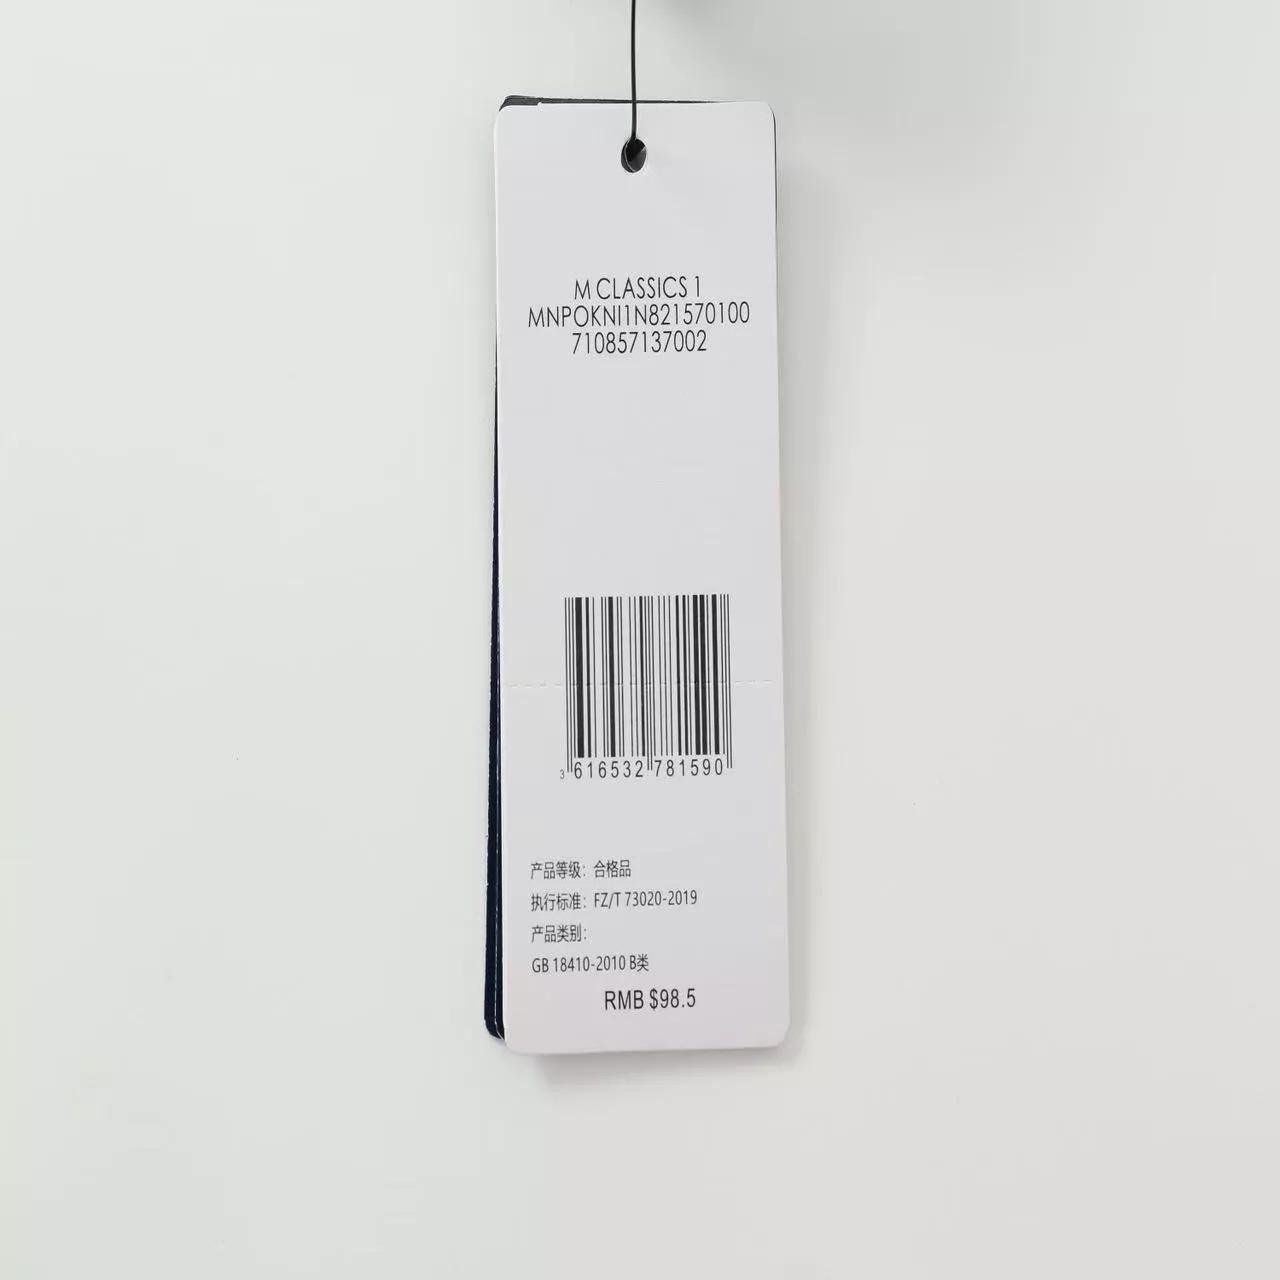 M CLASSICS 1
MNPOKNI1N821570100
710857137002
3 616532 781590
产品等级：合格品
执行标准：FZ/T 73020-2019
产品类别：
GB 18410-2010 B类
RMB $98.5